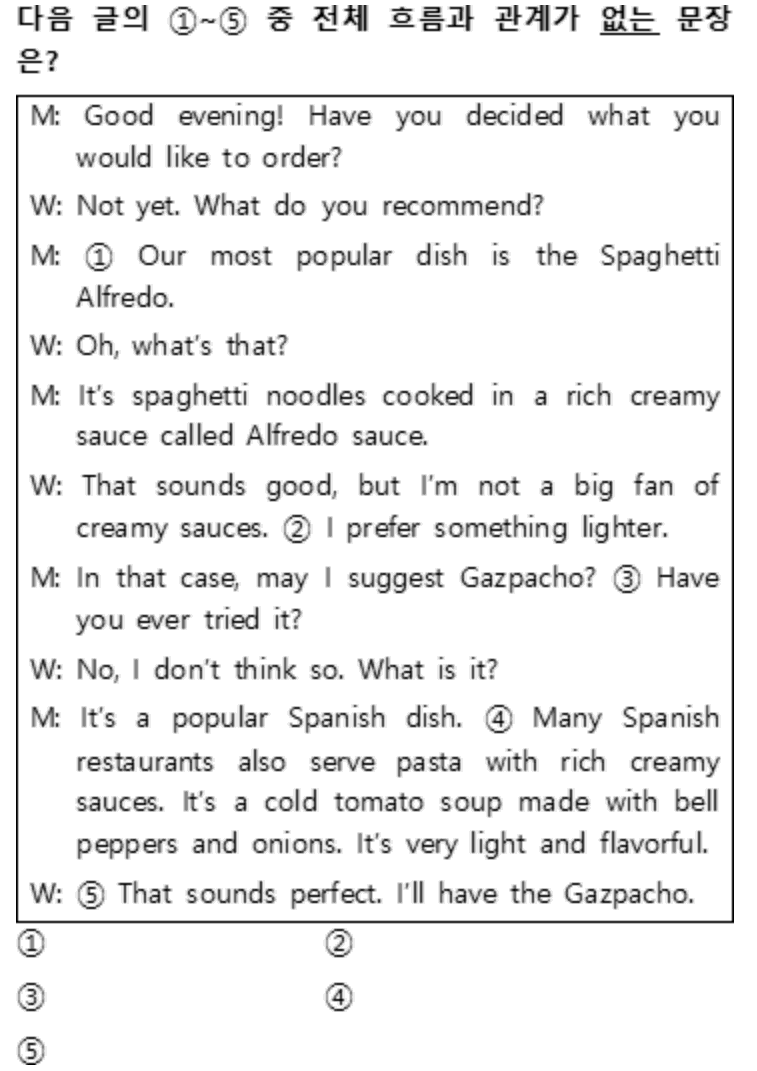 다음 글의 ①~⑤ 중 전체 흐름과 관계가 없는 문장
은?
M: Good evening! Have you decided what you
would like to order?
W: Not yet. What do you recommend?
M: ① Our most popular dish is the Spaghetti
Alfredo.
W: Oh, what's that?
M: It's spaghetti noodles cooked in a rich creamy
sauce called Alfredo sauce.
W: That sounds good, but I'm not a big fan of
creamy sauces. ② I prefer something lighter.
M: In that case, may I suggest Gazpacho? ③ Have
you ever tried it?
W: No, I don't think so. What is it?
M: It's a popular Spanish dish. ④ Many Spanish
restaurants also serve pasta with rich creamy
sauces. It's a cold tomato soup made with bell
peppers and onions. It's very light and flavorful.
W: ⑤ That sounds perfect. I'll have the Gazpacho.
① ②
③ ④
⑤